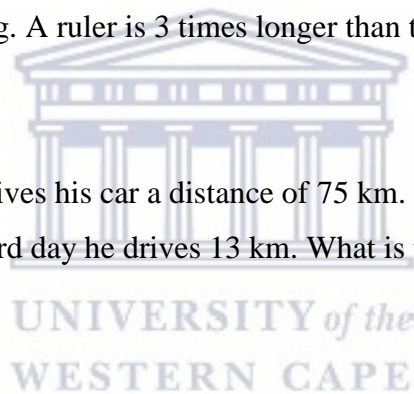 g. A ruler is 3 times longer than t
ives his car a distance of 75 km.
rd day he drives 13 km. What is
UNIVERSITY of the
WESTERN CAPE